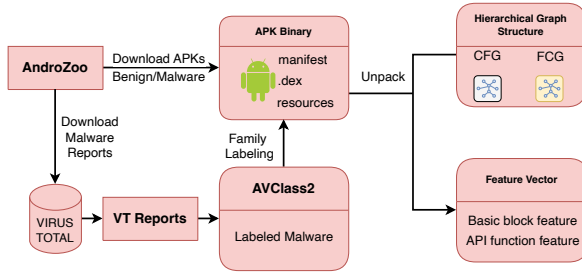 AndroZoo
Download APKs
Benign/Malware
APK Binary
manifest
.dex
resources
Unpack
Hierarchical Graph
Structure
CFG FCG
Download
Malware
Reports
Family
Labeling
VIRUS
TOTAL
VT Reports
AVClass2
Labeled Malware
Feature Vector
Basic block feature
API function feature